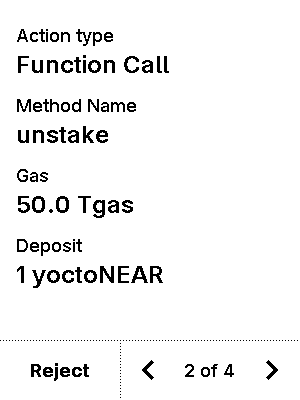 Action type
Function Call
Method Name
unstake
Gas
50.0 Tgas
Deposit
1 yoctoNEAR
Reject
2 of 4